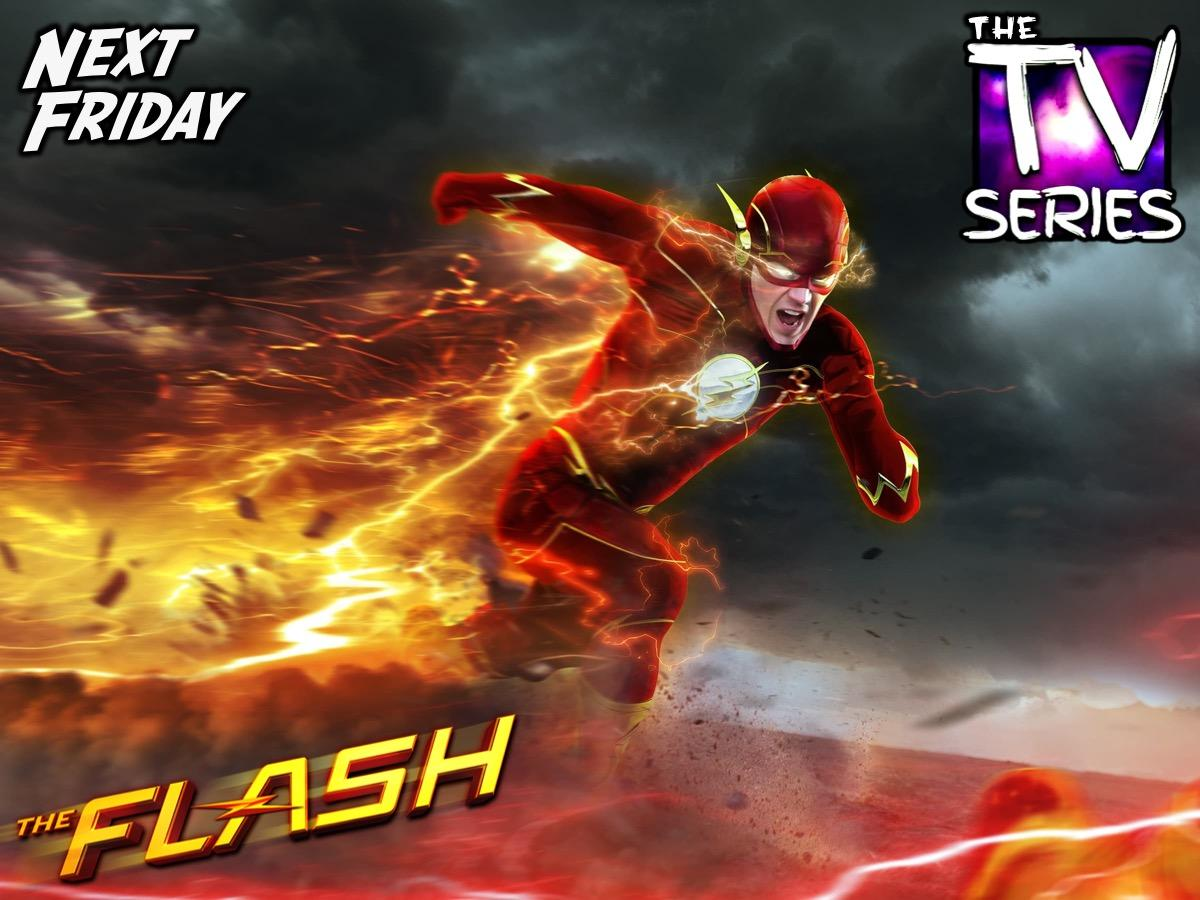 NEXT
FRIDAY
THE
TV
SERIES
THE FLASH